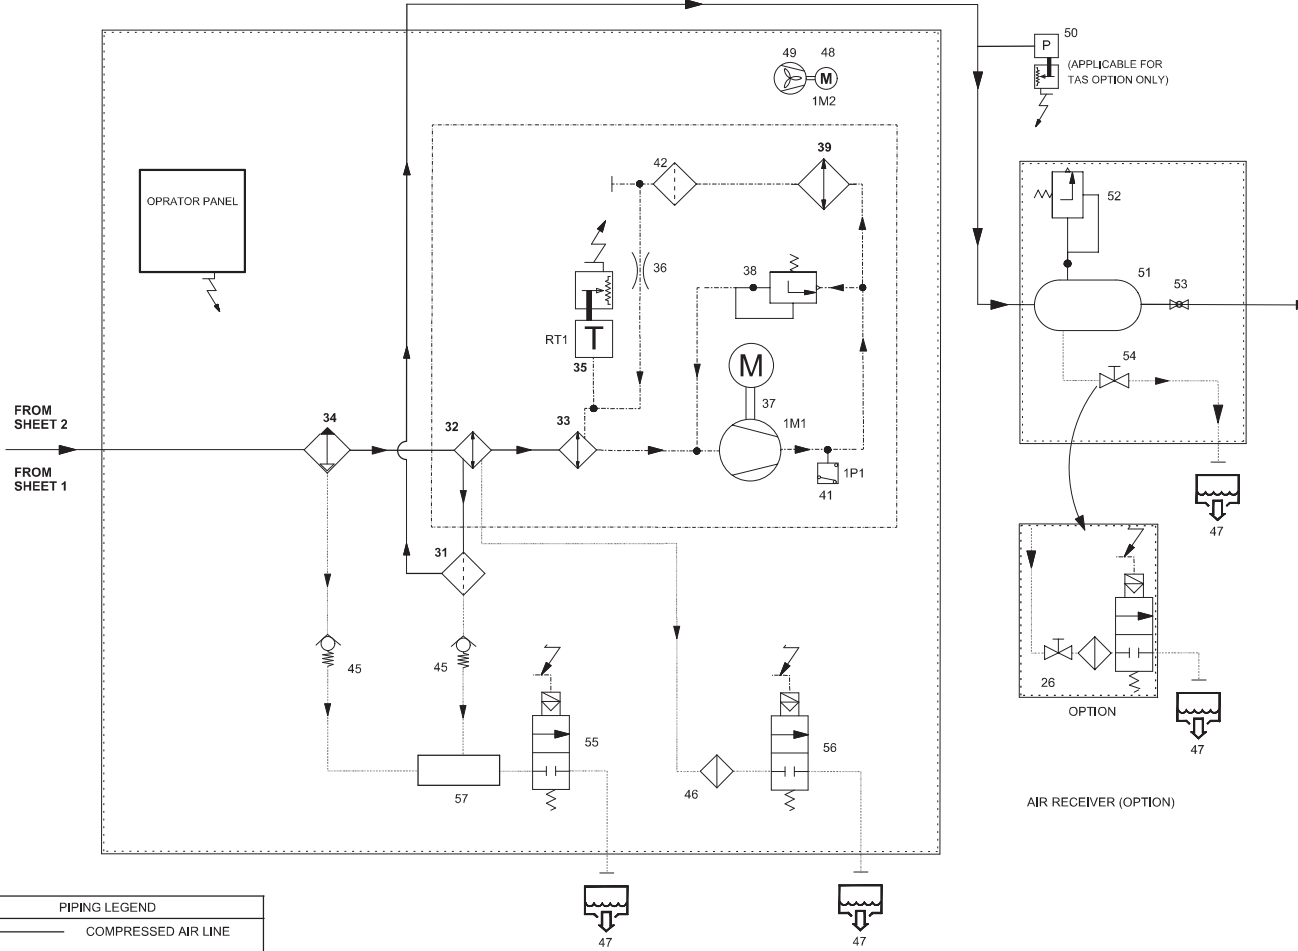 50
P
(APPLICABLE FOR
TAS OPTION ONLY)
49
48
M
1M2
OPRATOR PANEL
42
39
52
36
38
51
53
RT1
T
35
M
37
54
FROM
SHEET 2
34
32
33
1M1
FROM
SHEET 1
1P1
41
47
31
45
45
26
OPTION
47
55
56
57
46
AIR RECEIVER (OPTION)
47
47
PIPING LEGEND
COMPRESSED AIR LINE